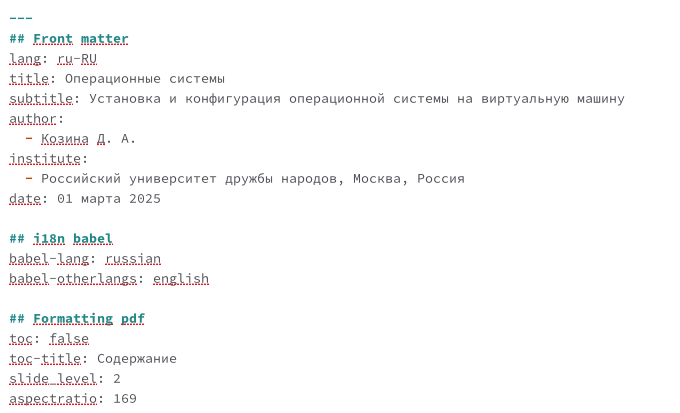 ---
## Front matter
lang: ru-RU
title: Операционные системы
subtitle: Установка и конфигурация операционной системы на виртуальную машину
author:
  - Козина Д. А.
institute:
  - Российский университет дружбы народов, Москва, Россия
date: 01 марта 2025

## i18n babel
babel-lang: russian
babel-otherlangs: english

## Formatting pdf
toc: false
toc-title: Содержание
slide_level: 2
aspectratio: 169